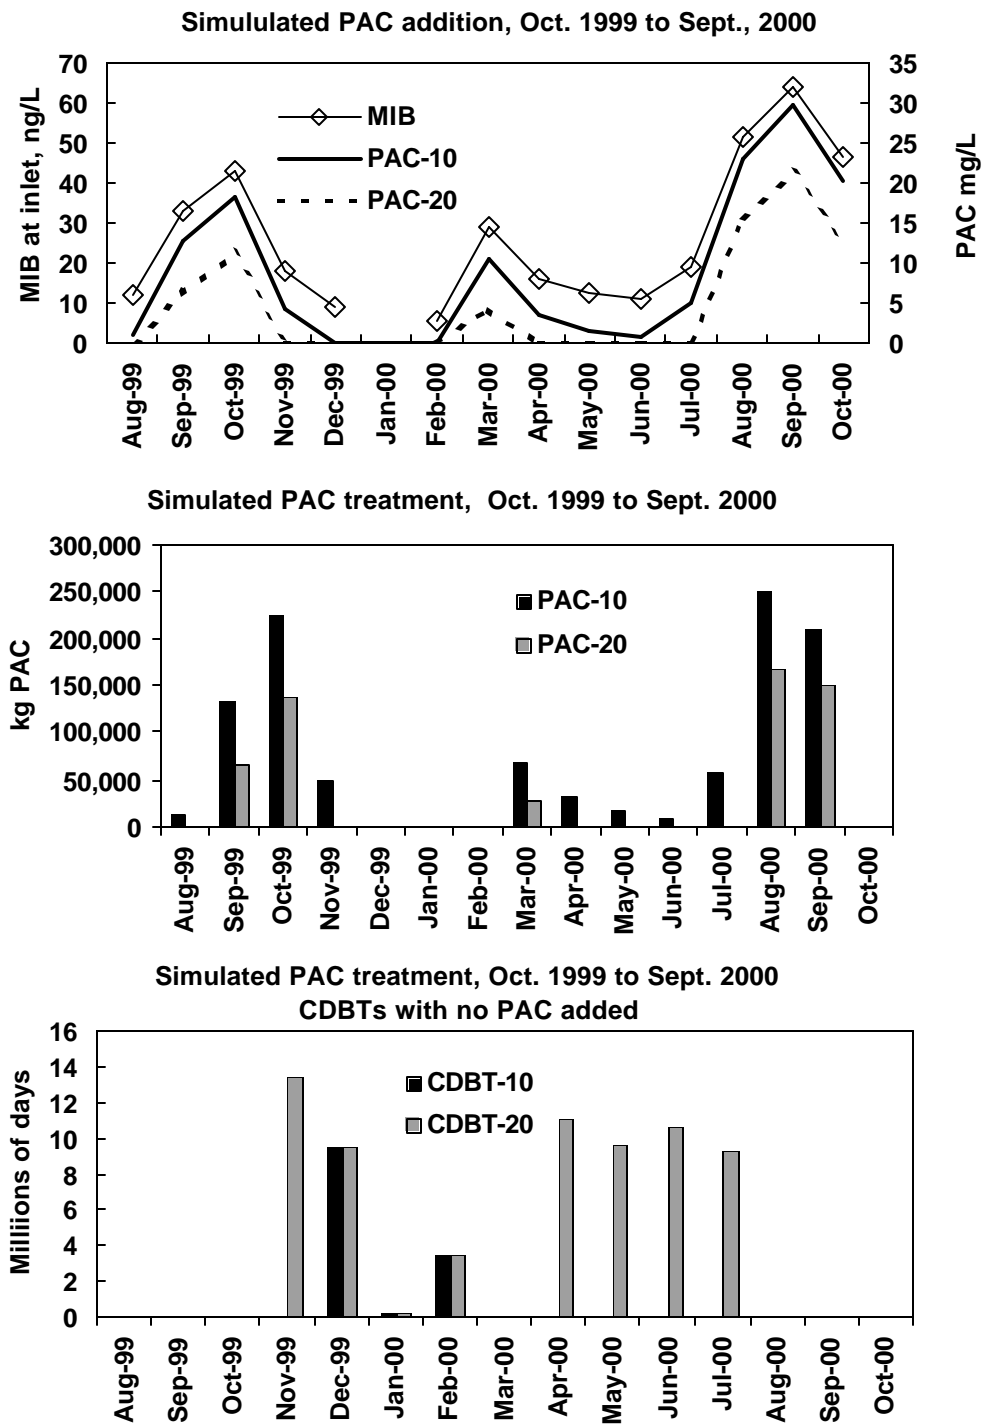 Simululated PAC addition, Oct. 1999 to Sept., 2000
70
60
50
40
30
20
10
0
MIB at inlet, ng/L
MIB
PAC-10
PAC-20
35
30
25
20
15
10
5
0
PAC mg/L
Aug-99
Sep-99
Oct-99
Nov-99
Dec-99
Jan-00
Feb-00
Mar-00
Apr-00
May-00
Jun-00
Jul-00
Aug-00
Sep-00
Oct-00
Simulated PAC treatment, Oct. 1999 to Sept. 2000
300,000
250,000
200,000
150,000
100,000
50,000
0
kg PAC
PAC-10
PAC-20
Aug-99
Sep-99
Oct-99
Nov-99
Dec-99
Jan-00
Feb-00
Mar-00
Apr-00
May-00
Jun-00
Jul-00
Aug-00
Sep-00
Oct-00
Simulated PAC treatment, Oct. 1999 to Sept. 2000
CDBTs with no PAC added
16
14
12
10
8
6
4
2
0
Milliions of days
CDBT-10
CDBT-20
Aug-99
Sep-99
Oct-99
Nov-99
Dec-99
Jan-00
Feb-00
Mar-00
Apr-00
May-00
Jun-00
Jul-00
Aug-00
Sep-00
Oct-00